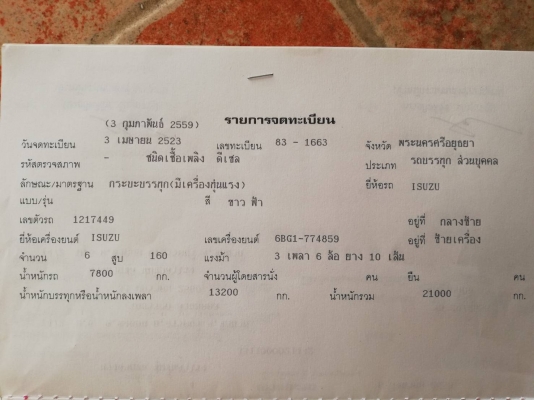 (3 กุมภาพันธ์ 2559) รายการจดทะเบียน
วันจดทะเบียน 3 เมษายน 2523 เลขทะเบียน 83 - 1663 จังหวัด พระนครศรีอยุธยา
รหัสตรวจสภาพ - ชนิดเชื้อเพลิง ดีเซล ประเภท รถบรรทุก ส่วนบุคคล
ลักษณะ/มาตรฐาน กระบะบรรทุก(มีเครื่องทุ่นแรง) ยี่ห้อรถ ISUZU
แบบ/รุ่น สี ขาว ฟ้า
เลขตัวรถ 1217449 อยู่ที่ กลางซ้าย
ยี่ห้อเครื่องยนต์ ISUZU เลขเครื่องยนต์ 6BG1-774859 อยู่ที่ ซ้ายเครื่อง
จำนวน 6 สูบ 160 แรงม้า 3 เพลา 6 ล้อ ยาง 10 เส้น
น้ำหนักรถ 7800 กก. จำนวนผู้โดยสารนั่ง คน ยืน คน
น้ำหนักบรรทุกหรือน้ำหนักลงเพลา 13200 กก. น้ำหนักรวม 21000 กก.